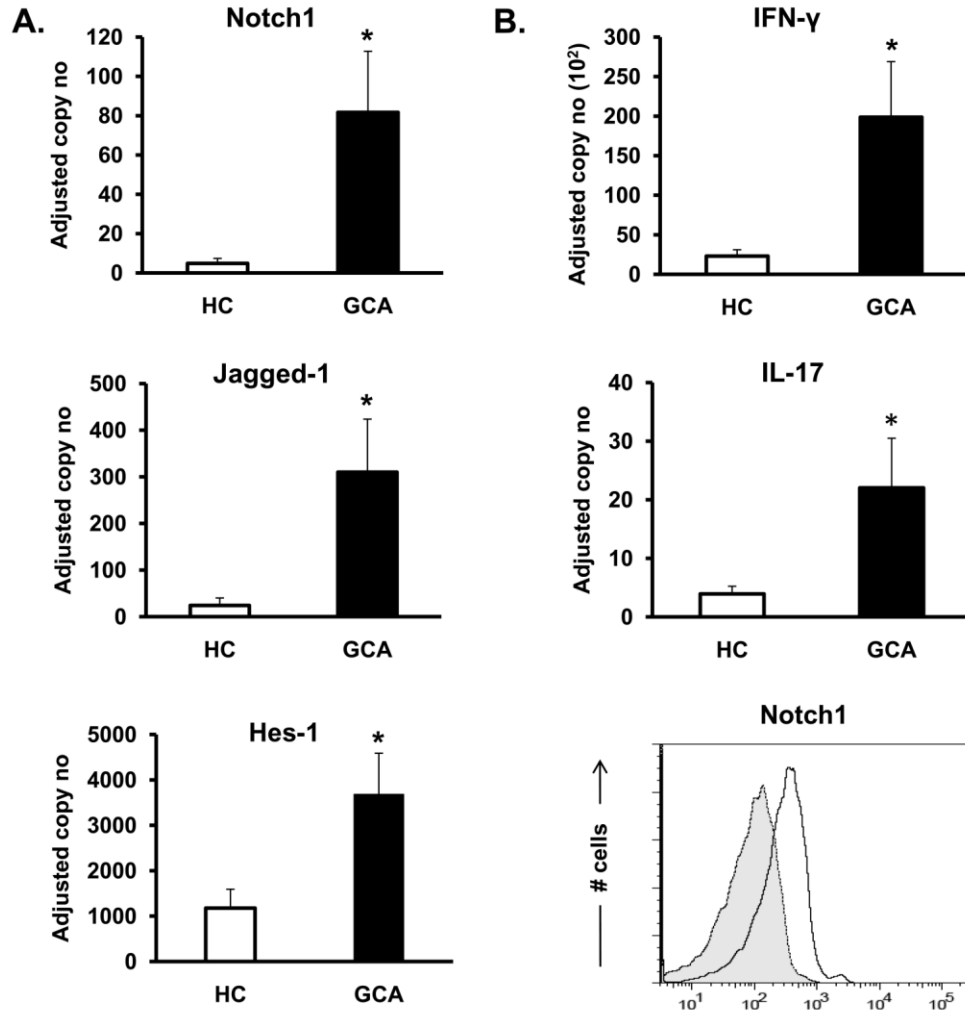 A.
Notch1
Adjusted copy no
120
100
80
60
40
20
0
*
HC GCA
Jagged-1
Adjusted copy no
500
400
300
200
100
0
*
HC GCA
Hes-1
Adjusted copy no
5000
4000
3000
2000
1000
0
*
HC GCA
B.
IFN-γ
Adjusted copy no (10²)
300
250
200
150
100
50
0
*
HC GCA
IL-17
Adjusted copy no
40
30
20
10
0
*
HC GCA
Notch1
# cells
10¹ 10² 10³ 10⁴ 10⁵